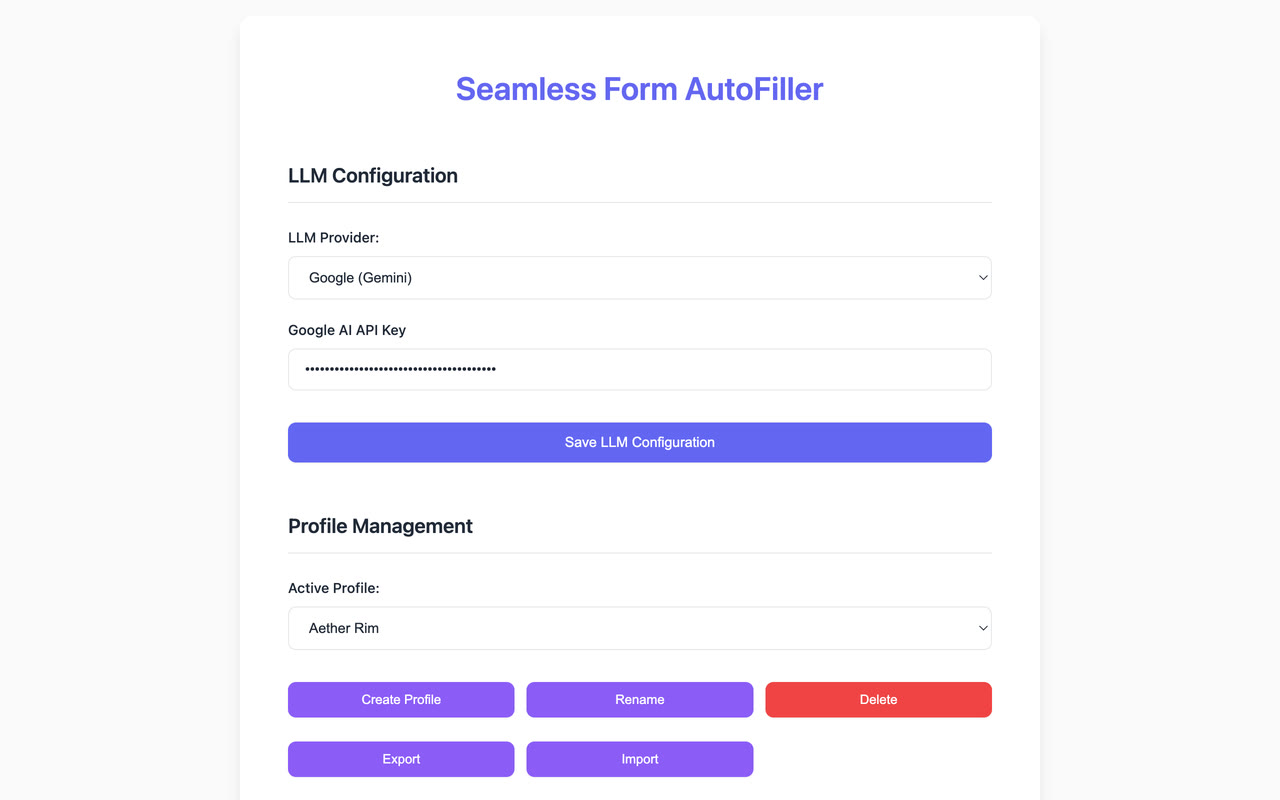 Seamless Form AutoFiller
LLM Configuration
LLM Provider:
Google (Gemini)
Google AI API Key
•••••••••••••••••••••••••••••••••••••••
Save LLM Configuration
Profile Management
Active Profile:
Aether Rim
Create Profile
Rename
Delete
Export
Import